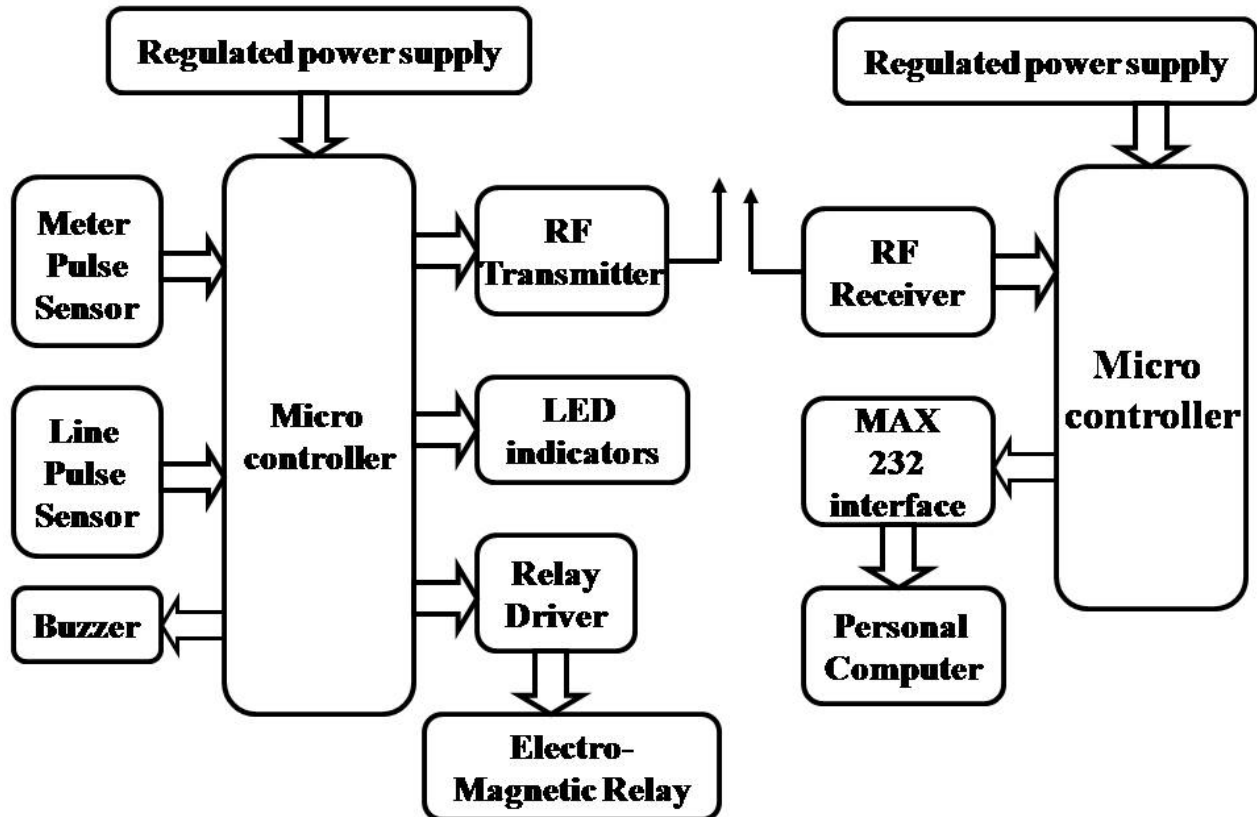 Regulated power supply
Regulated power supply
Meter
Pulse
Sensor
RF
Transmitter
RF
Receiver
Micro
controller
Line
Pulse
Sensor
Micro
controller
LED
indicators
MAX
232
interface
Buzzer
Relay
Driver
Personal
Computer
Electro-
Magnetic Relay